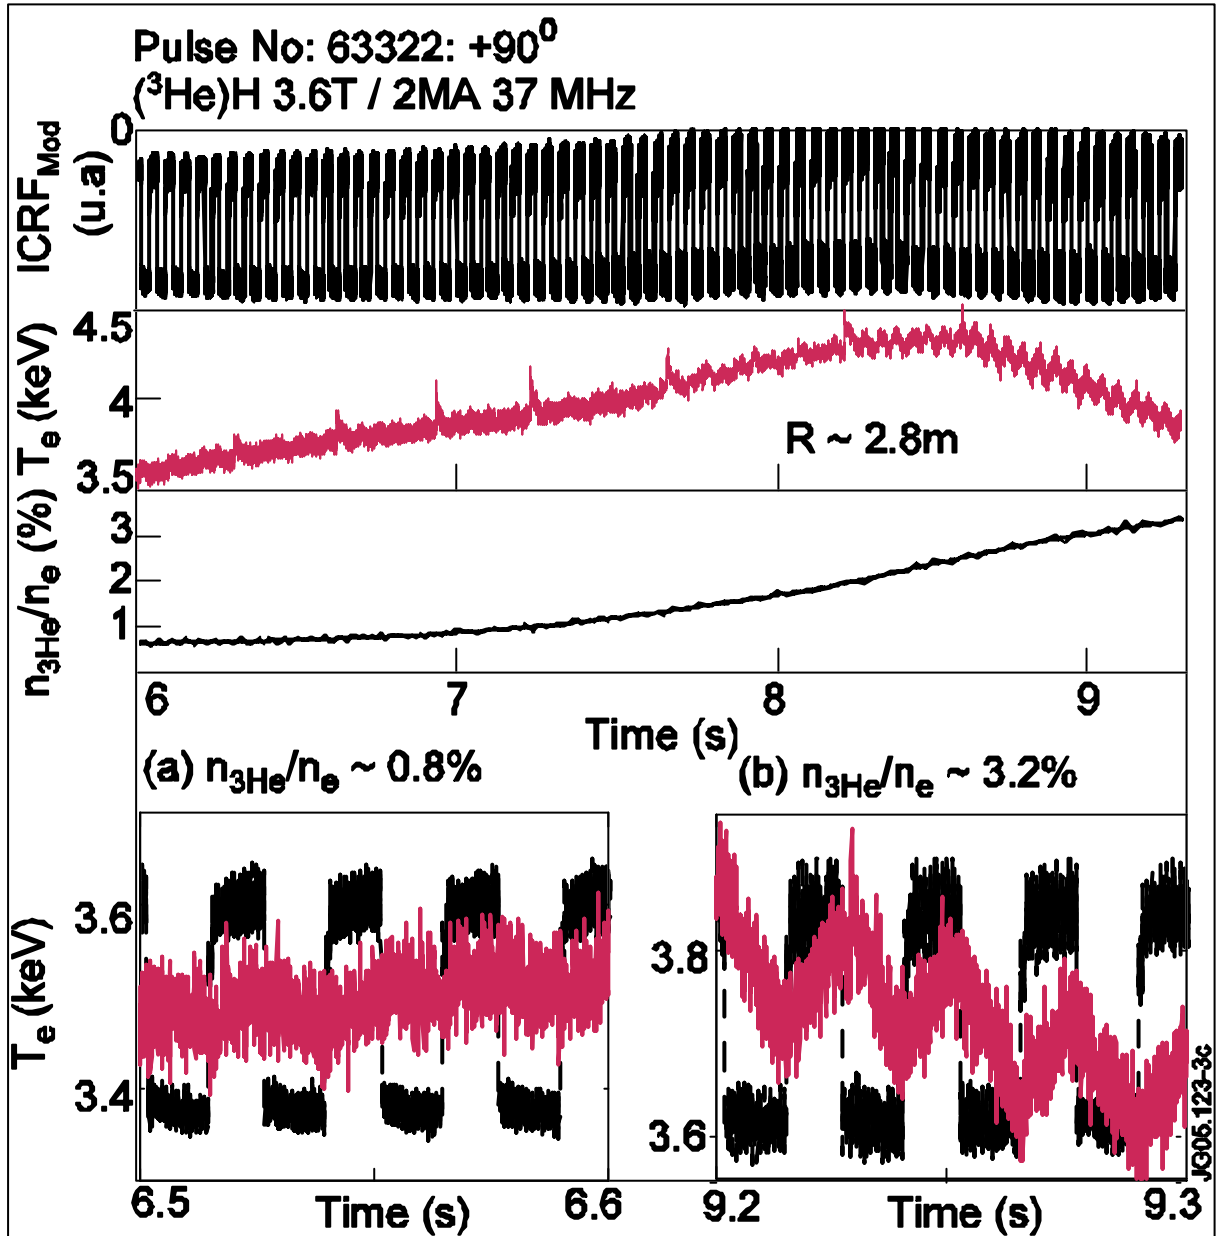 Pulse No: 63322: +90⁰
(³He)H 3.6T / 2MA 37 MHz
ICRF_Mod (u.a)
0
T_e (keV)
4.5
4
3.5
R ~ 2.8m
n_3He/n_e (%)
3
2
1
6 7 8 9
Time (s)
(a) n_3He/n_e ~ 0.8%
(b) n_3He/n_e ~ 3.2%
T_e (keV)
3.6
3.4
3.8
3.6
6.5 Time (s) 6.6
9.2 Time (s) 9.3
JG05.123-3c